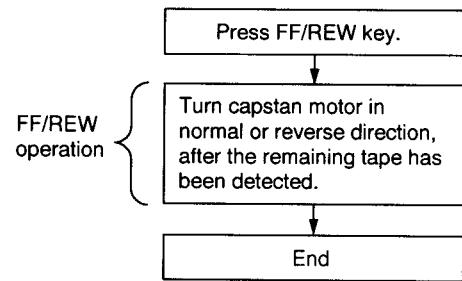 Press FF/REW key.
FF/REW
operation
Turn capstan motor in
normal or reverse direction,
after the remaining tape has
been detected.
End